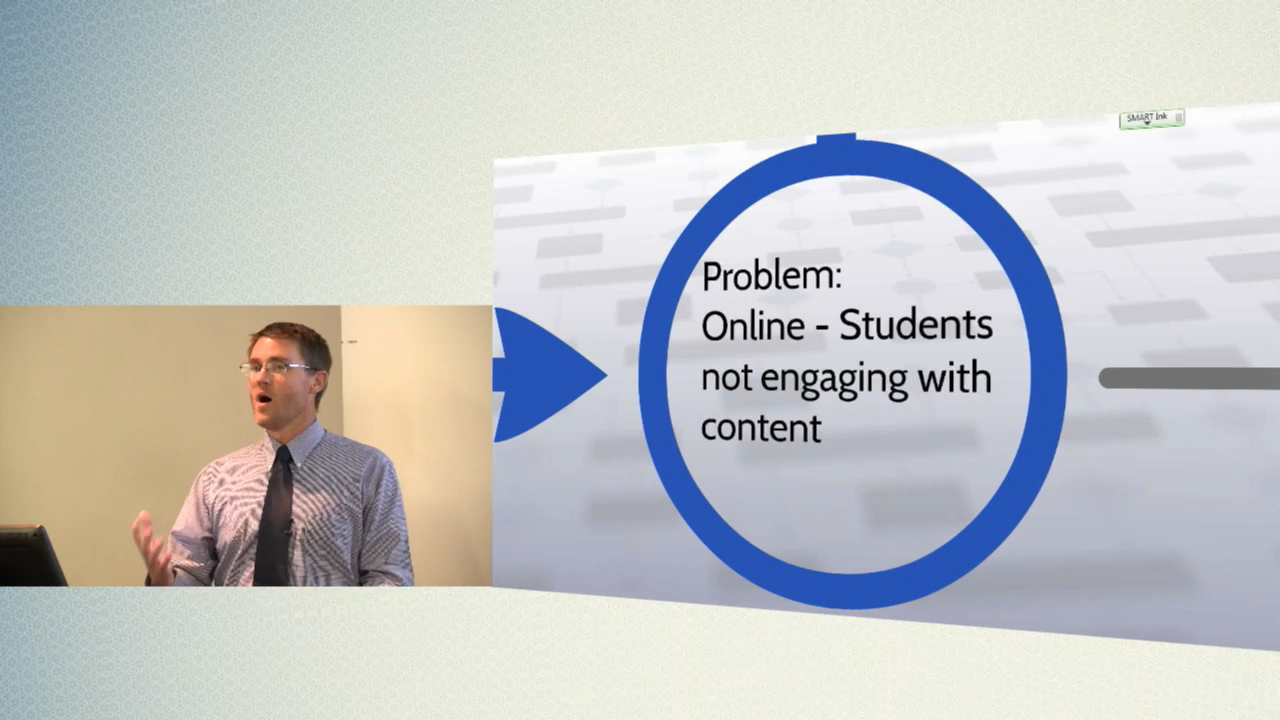 SMART Ink
Problem:
Online - Students
not engaging with
content